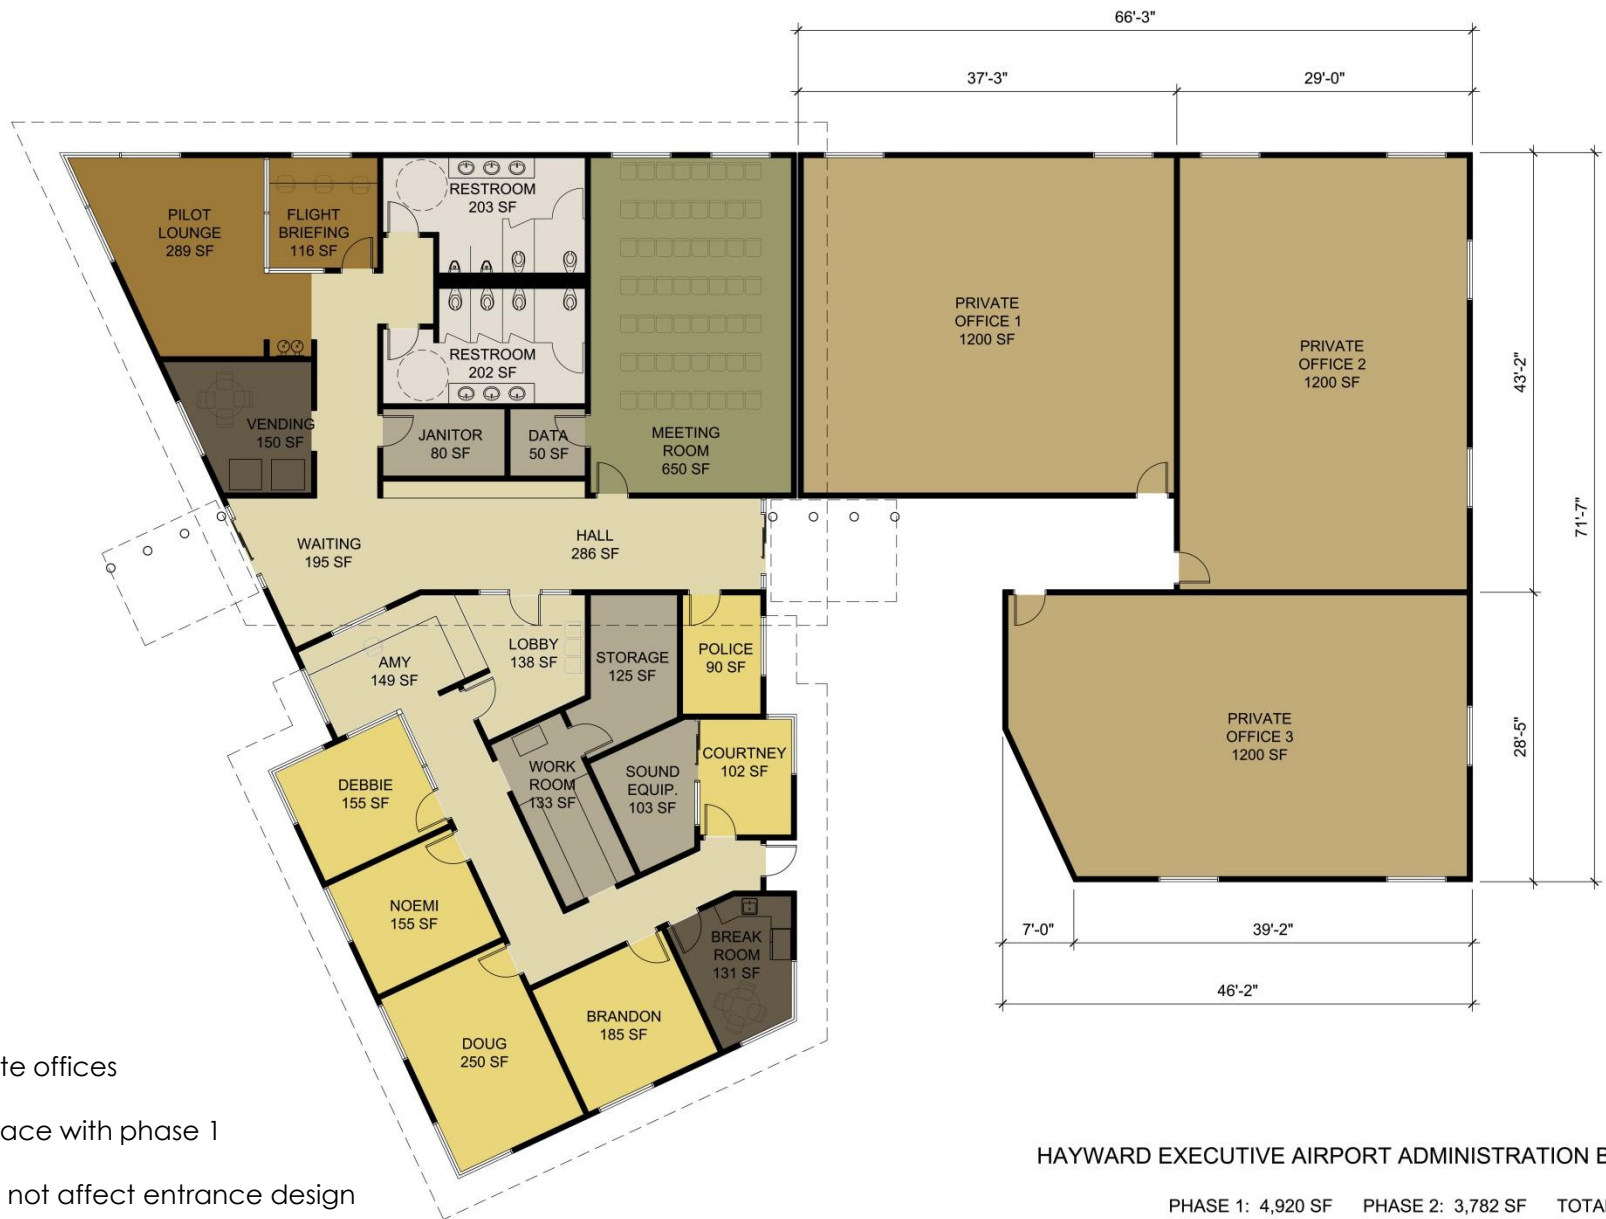 66'-3"
37'-3"
29'-0"
PILOT
LOUNGE
289 SF
FLIGHT
BRIEFING
116 SF
RESTROOM
203 SF
RESTROOM
202 SF
VENDING
150 SF
JANITOR
80 SF
DATA
50 SF
MEETING
ROOM
650 SF
PRIVATE
OFFICE 1
1200 SF
PRIVATE
OFFICE 2
1200 SF
43'-2"
71'-7"
WAITING
195 SF
HALL
286 SF
AMY
149 SF
LOBBY
138 SF
STORAGE
125 SF
POLICE
90 SF
DEBBIE
155 SF
WORK
ROOM
133 SF
SOUND
EQUIP.
103 SF
COURTNEY
102 SF
PRIVATE
OFFICE 3
1200 SF
28'-5"
NOEMI
155 SF
BREAK
ROOM
131 SF
7'-0"
39'-2"
46'-2"
DOUG
250 SF
BRANDON
185 SF
te offices
ace with phase 1
not affect entrance design
HAYWARD EXECUTIVE AIRPORT ADMINISTRATION B
PHASE 1: 4,920 SF PHASE 2: 3,782 SF TOTAL